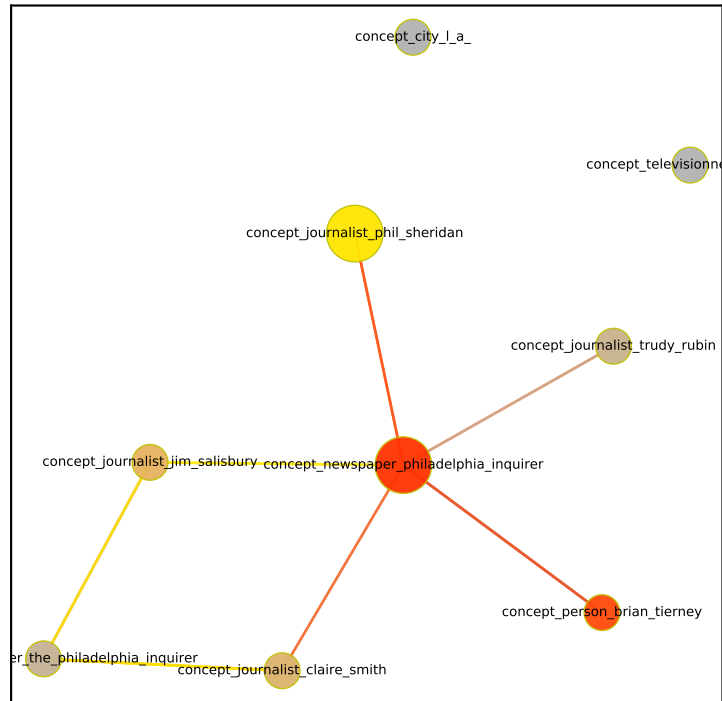 concept_city_l_a_
concept_televisionne
concept_journalist_phil_sheridan
concept_journalist_trudy_rubin
concept_journalist_jim_salisbury
concept_newspaper_philadelphia_inquirer
concept_person_brian_tierney
er_the_philadelphia_inquirer
concept_journalist_claire_smith